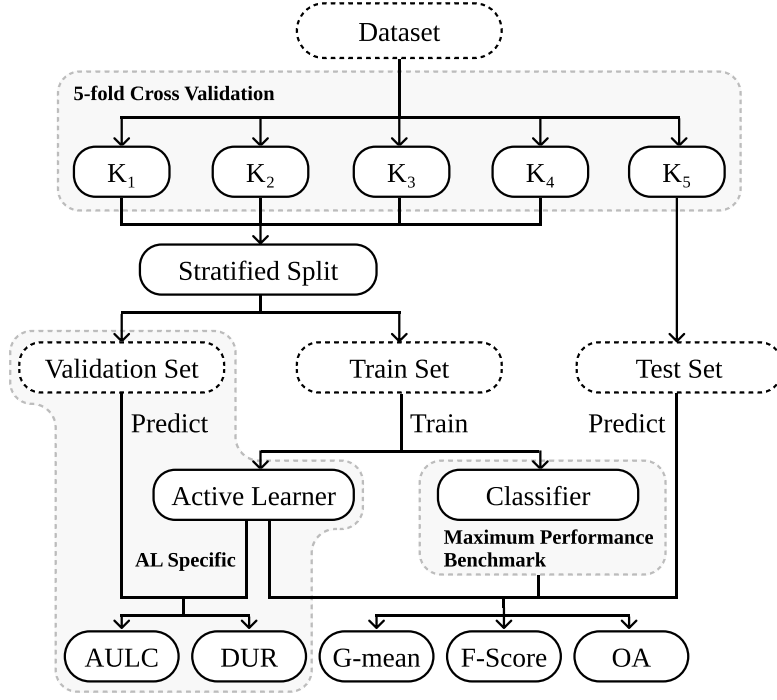 Dataset
5-fold Cross Validation
K1
K2
K3
K4
K5
Stratified Split
Validation Set
Train Set
Test Set
Predict
Train
Predict
Active Learner
Classifier
AL Specific
Maximum Performance
Benchmark
AULC
DUR
G-mean
F-Score
OA